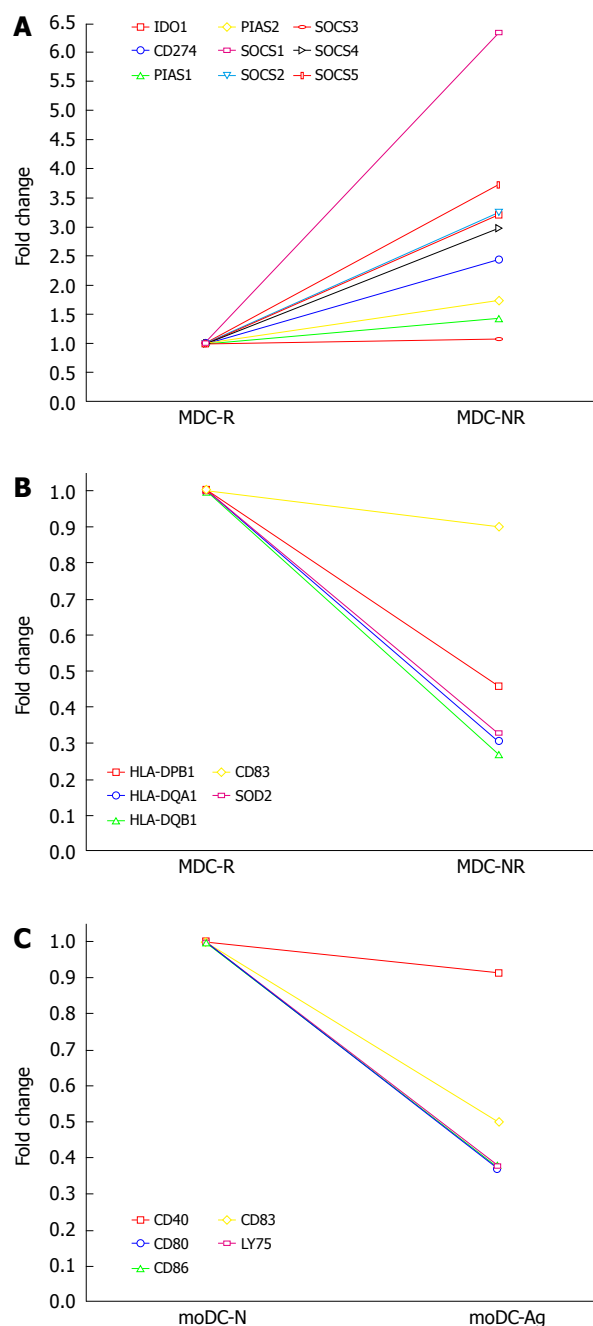 A
IDO1 PIAS2 SOCS3
CD274 SOCS1 SOCS4
PIAS1 SOCS2 SOCS5
6.5
6.0
5.5
5.0
4.5
4.0
3.5
3.0
2.5
2.0
1.5
1.0
0.5
0.0
Fold change
MDC-R MDC-NR
B
1.0
0.9
0.8
0.7
0.6
0.5
0.4
0.3
0.2
0.1
0.0
Fold change
HLA-DPB1 CD83
HLA-DQA1 SOD2
HLA-DQB1
MDC-R MDC-NR
C
1.0
0.9
0.8
0.7
0.6
0.5
0.4
0.3
0.2
0.1
0.0
Fold change
CD40 CD83
CD80 LY75
CD86
moDC-N moDC-Ag